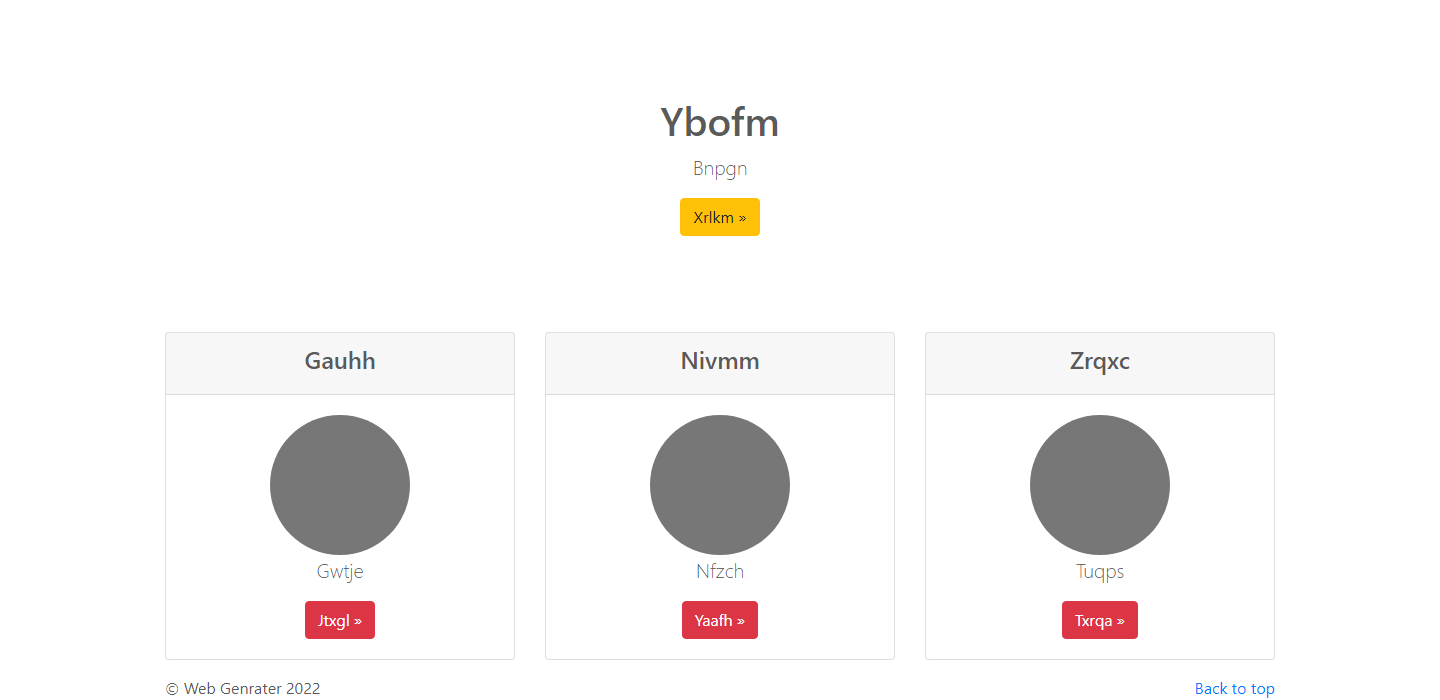 Ybofm
Bnpgn
Xrlkm »
Gauhh
Nivmm
Zrqxc
Gwtje
Nfzch
Tuqps
Jtxgl »
Yaafh »
Txrqa »
© Web Genrater 2022
Back to top